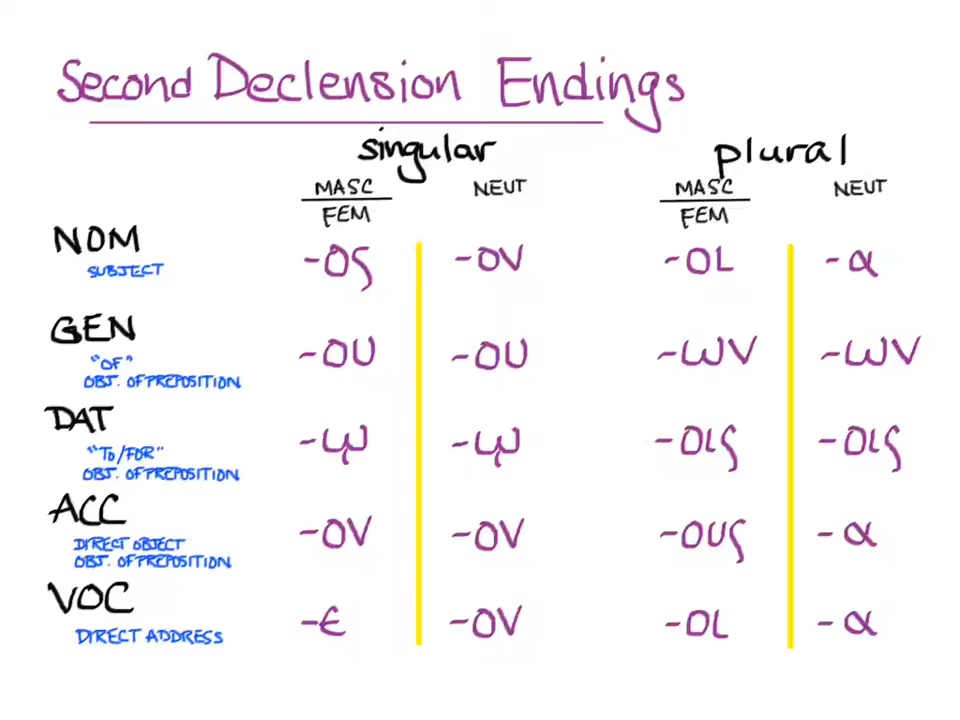 Second Declension Endings
singular plural
MASC NEUT MASC NEUT
FEM FEM
NOM -ος -ον -οι -α
SUBJECT
GEN -ου -ου -ων -ων
"OF"
OBJ. OF PREPOSITION
DAT -ῳ -ῳ -οις -οις
"TO/FOR"
OBJ. OF PREPOSITION
ACC -ον -ον -ους -α
DIRECT OBJECT
OBJ. OF PREPOSITION
VOC -ε -ον -οι -α
DIRECT ADDRESS